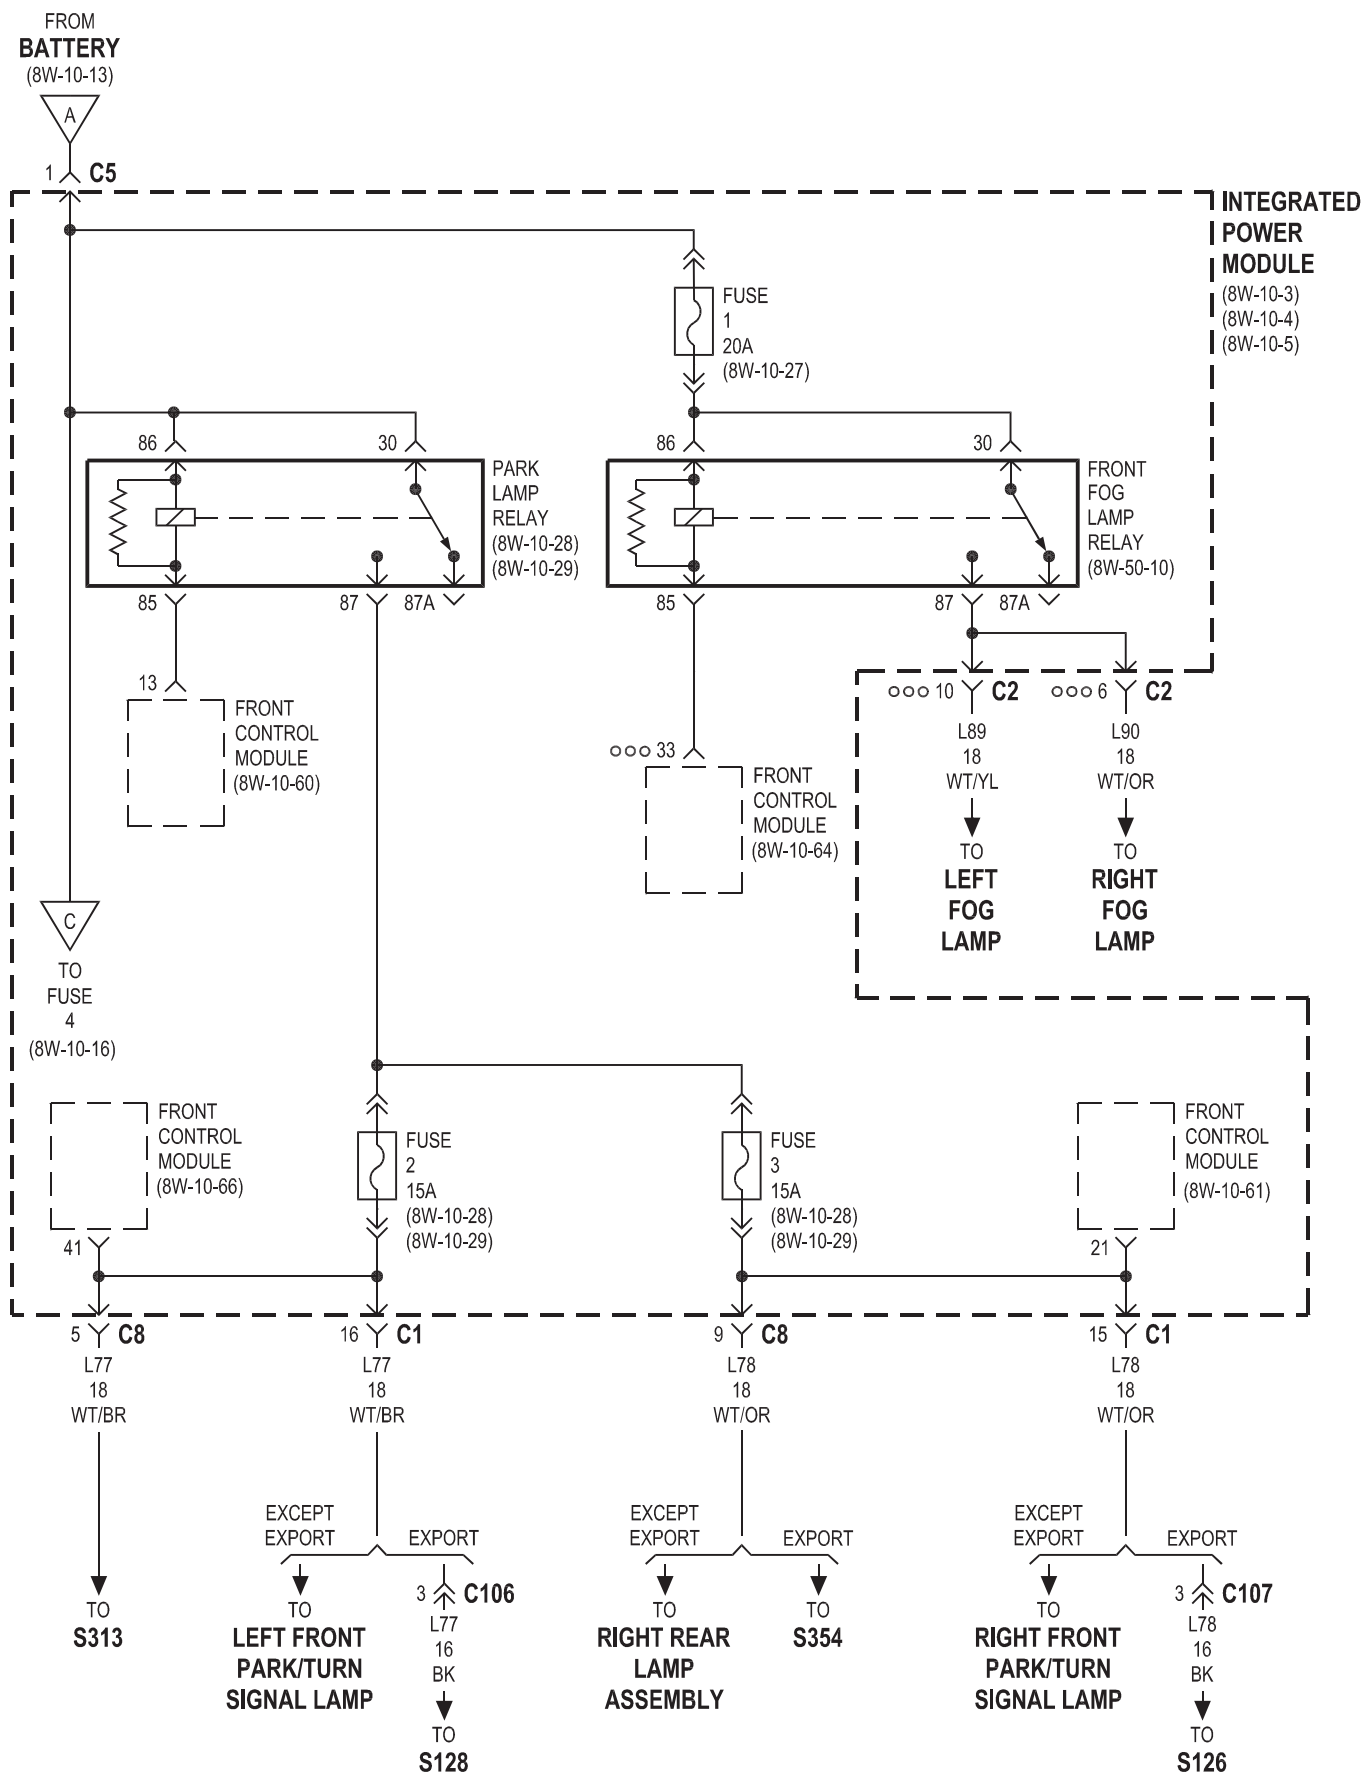 FROM
BATTERY
(8W-10-13)
A
1 C5
INTEGRATED
POWER
MODULE
(8W-10-3)
(8W-10-4)
(8W-10-5)
FUSE
1
20A
(8W-10-27)
86 30
PARK
LAMP
RELAY
(8W-10-28)
(8W-10-29)
85 87 87A
86 30
FRONT
FOG
LAMP
RELAY
(8W-50-10)
85 87 87A
13
FRONT
CONTROL
MODULE
(8W-10-60)
33
FRONT
CONTROL
MODULE
(8W-10-64)
10 C2
L89
18
WT/YL
TO
LEFT
FOG
LAMP
6 C2
L90
18
WT/OR
TO
RIGHT
FOG
LAMP
C
TO
FUSE
4
(8W-10-16)
FRONT
CONTROL
MODULE
(8W-10-66)
41
FUSE
2
15A
(8W-10-28)
(8W-10-29)
FUSE
3
15A
(8W-10-28)
(8W-10-29)
FRONT
CONTROL
MODULE
(8W-10-61)
21
5 C8
L77
18
WT/BR
TO
S313
16 C1
L77
18
WT/BR
EXCEPT
EXPORT
TO
LEFT FRONT
PARK/TURN
SIGNAL LAMP
EXPORT
3 C106
L77
16
BK
TO
S128
9 C8
L78
18
WT/OR
EXCEPT
EXPORT
TO
RIGHT REAR
LAMP
ASSEMBLY
EXPORT
TO
S354
15 C1
L78
18
WT/OR
EXCEPT
EXPORT
TO
RIGHT FRONT
PARK/TURN
SIGNAL LAMP
EXPORT
3 C107
L78
16
BK
TO
S126